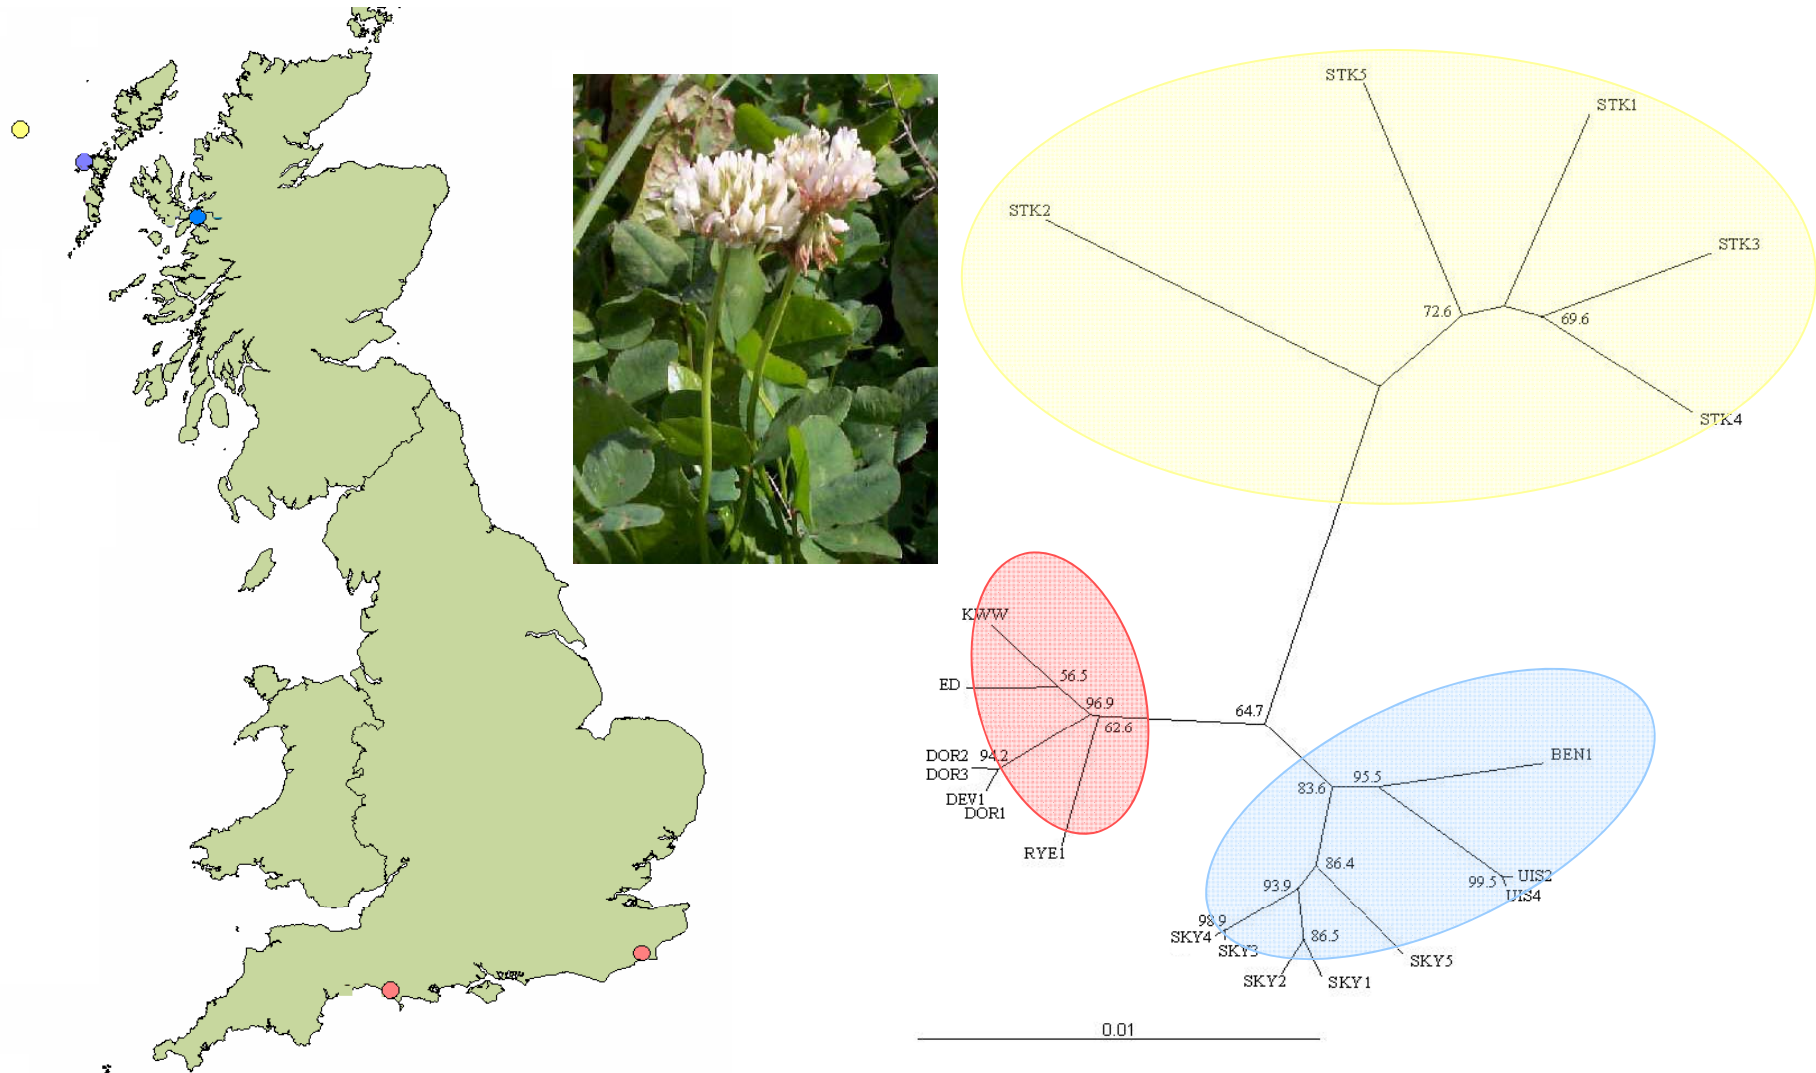 STK5
STK1
STK2
STK3
72.6
69.6
STK4
KWW
56.5
ED
96.9
62.6
64.7
DOR2 94.2
DOR3
DEV1
DOR1
RYE1
BEN1
95.5
83.6
86.4
99.5
UIS2
UIS4
93.9
98.9
SKY4
SKY3
86.5
SKY5
SKY2
SKY1
0.01